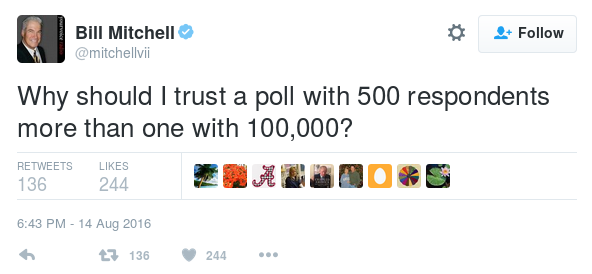 Bill Mitchell
@mitchellvii
Follow
Why should I trust a poll with 500 respondents
more than one with 100,000?
RETWEETS LIKES
136 244
6:43 PM - 14 Aug 2016
136 244